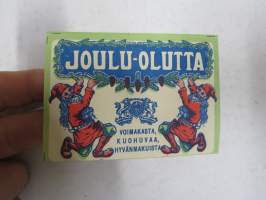 JOULU-OLUTTA
VOIMAKASTA,
KUOHUVAA,
HYVÄNMAKUISTA